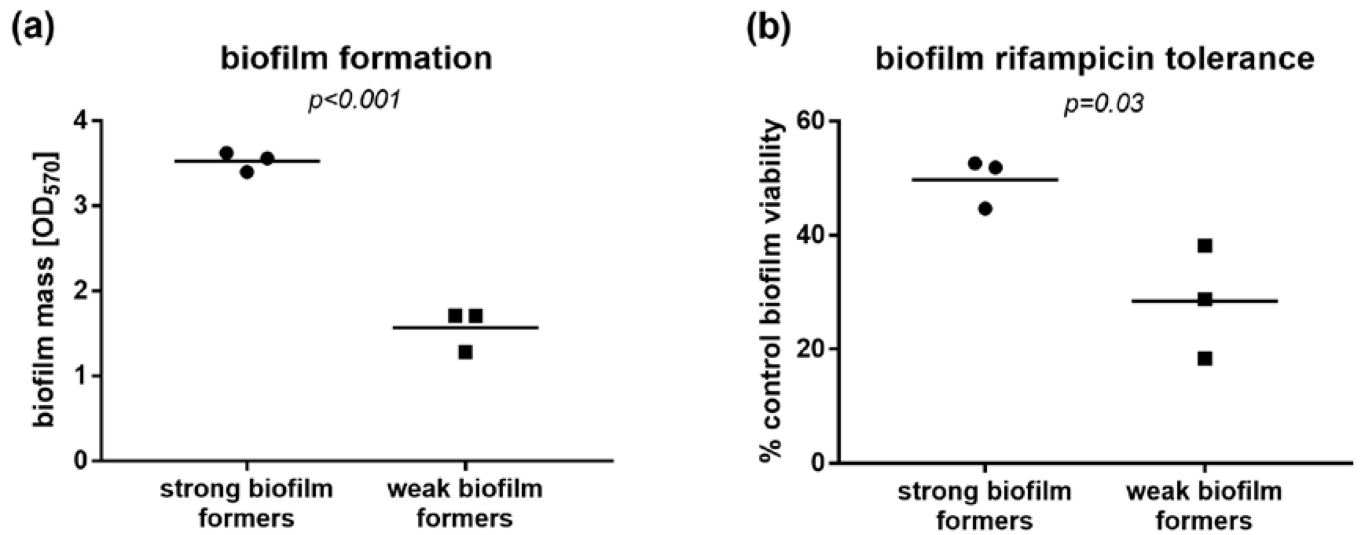 (a)
biofilm formation
p<0.001
biofilm mass [OD570]
4
3
2
1
0
strong biofilm
formers
weak biofilm
formers
(b)
biofilm rifampicin tolerance
p=0.03
% control biofilm viability
60
40
20
0
strong biofilm
formers
weak biofilm
formers